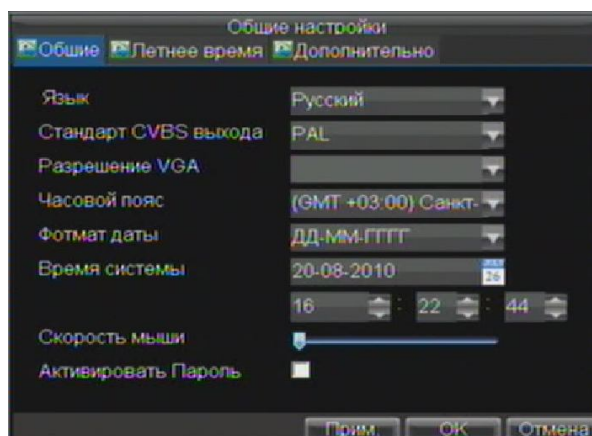 Общие настройки
Обшие Летнее время Дополнительно
Язык Русский
Стандарт CVBS выхода PAL
Разрешение VGA
Часовой пояс (GMT +03:00) Санкт-
Фотмат даты ДД-ММ-ГГГГ
Время системы 20-08-2010 26
16 : 22 : 44
Скорость мыши
Активировать Пароль
Прим. OK Отмена